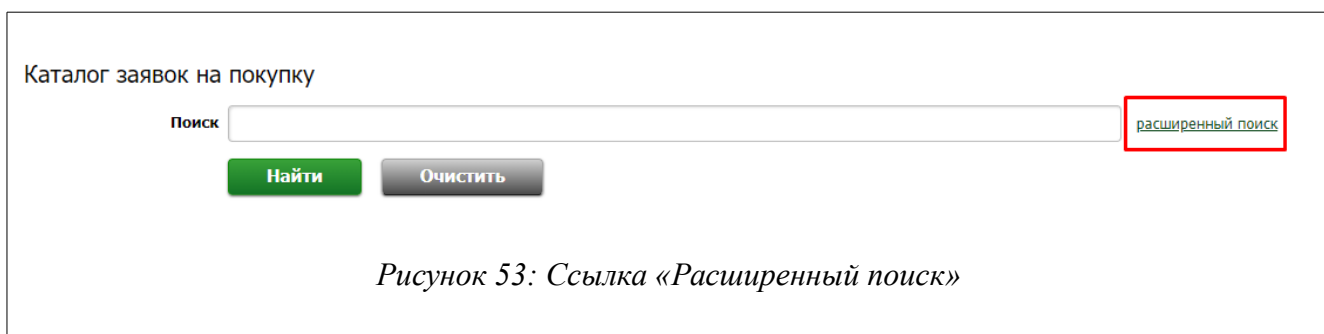 Каталог заявок на покупку
Поиск расширенный поиск
Найти Очистить
Рисунок 53: Ссылка «Расширенный поиск»